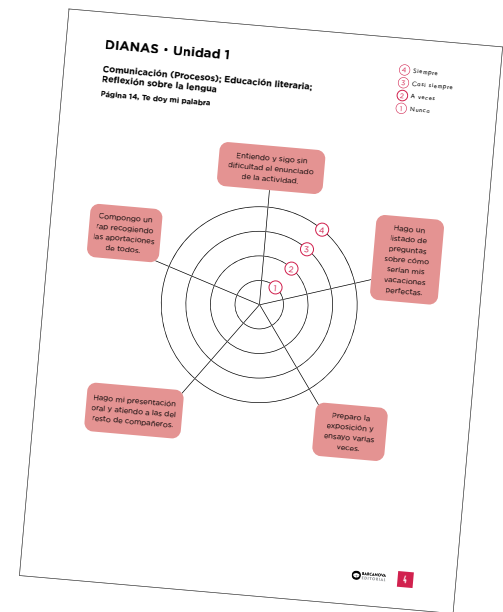 DIANAS · Unidad 1
Comunicación (Procesos); Educación literaria;
Reflexión sobre la lengua
Página 14, Te doy mi palabra
4 Siempre
3 Casi siempre
2 A veces
1 Nunca
Entiendo y sigo sin
dificultad el enunciado
de la actividad.
Compongo un
rap recogiendo
las aportaciones
de todos.
Hago un
listado de
preguntas
sobre cómo
serían mis
vacaciones
perfectas.
4
3
2
1
Hago mi presentación
oral y atiendo a las del
resto de compañeros.
Preparo la
exposición y
ensayo varias
veces.
BARCANOVA
EDITORIAL
4